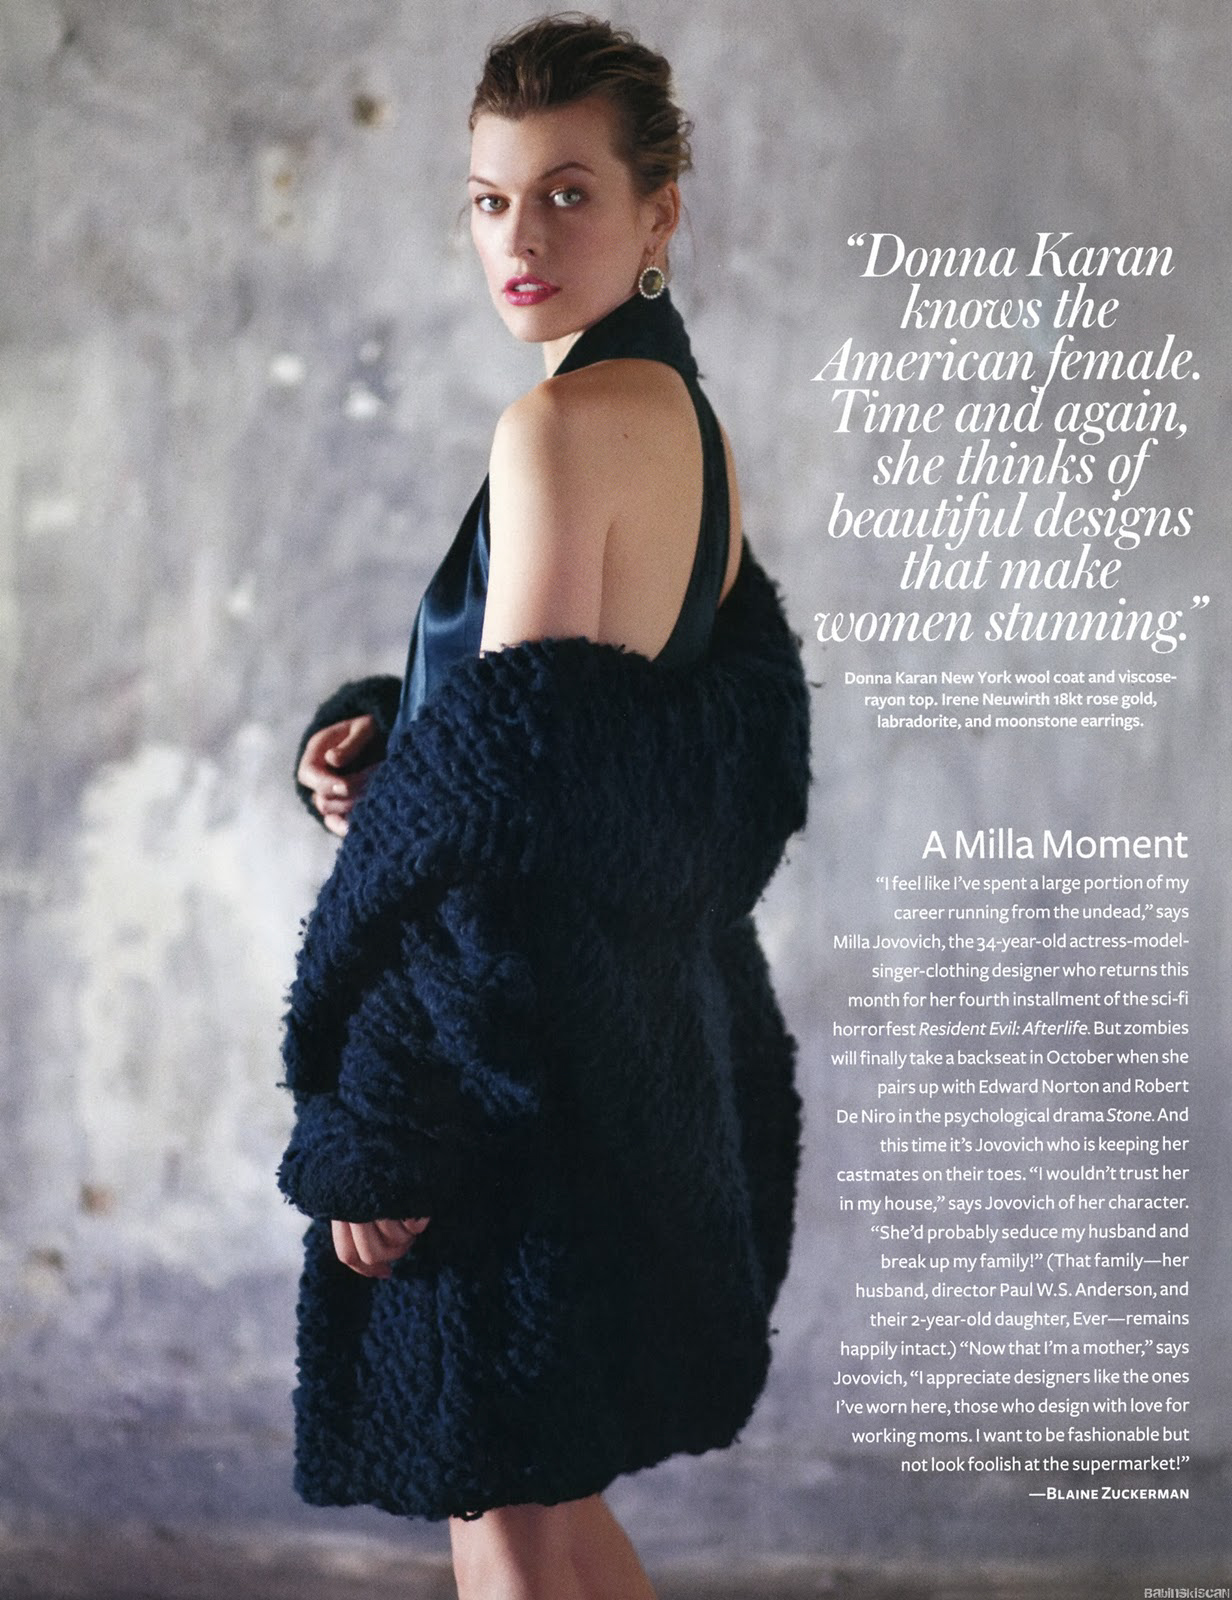 “Donna Karan
knows the
American female.
Time and again,
she thinks of
beautiful designs
that make
women stunning.”
Donna Karan New York wool coat and viscose-
rayon top. Irene Neuwirth 18kt rose gold,
labradorite, and moonstone earrings.
A Milla Moment
“I feel like I’ve spent a large portion of my
career running from the undead,” says
Milla Jovovich, the 34-year-old actress-model-
singer-clothing designer who returns this
month for her fourth installment of the sci-fi
horrorfest Resident Evil: Afterlife. But zombies
will finally take a backseat in October when she
pairs up with Edward Norton and Robert
De Niro in the psychological drama Stone. And
this time it’s Jovovich who is keeping her
castmates on their toes. “I wouldn’t trust her
in my house,” says Jovovich of her character.
“She’d probably seduce my husband and
break up my family!” (That family—her
husband, director Paul W.S. Anderson, and
their 2-year-old daughter, Ever—remains
happily intact.) “Now that I’m a mother,” says
Jovovich, “I appreciate designers like the ones
I’ve worn here, those who design with love for
working moms. I want to be fashionable but
not look foolish at the supermarket!”
—BLAINE ZUCKERMAN
BabinskiScan